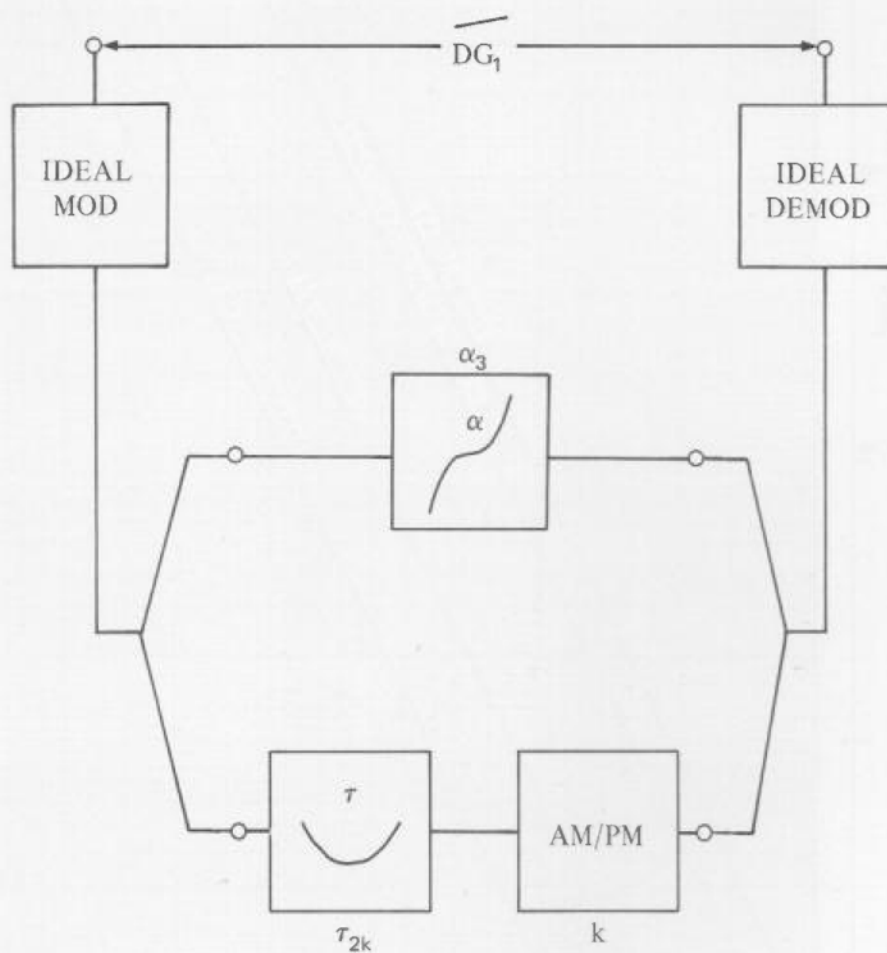 DG₁
IDEAL
MOD
IDEAL
DEMOD
α₃
α
τ
AM/PM
τ₂ₖ
k